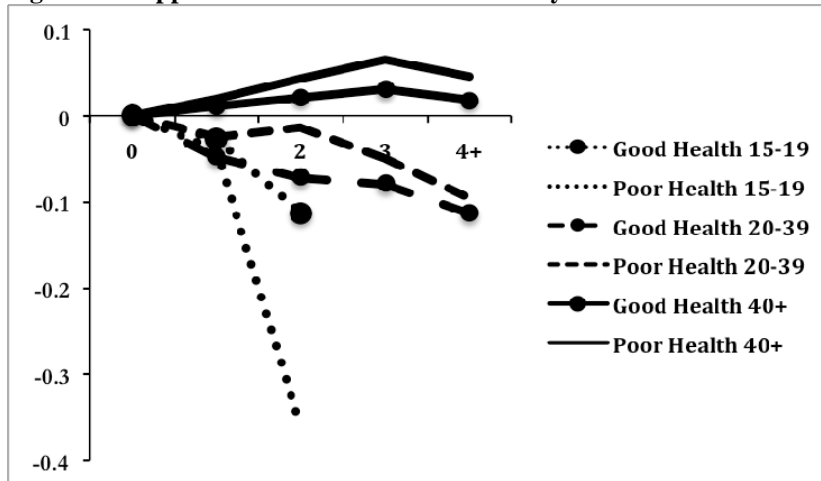 0.1
0
-0.1
-0.2
-0.3
-0.4
0 2 3 4+
Good Health 15-19
Poor Health 15-19
Good Health 20-39
Poor Health 20-39
Good Health 40+
Poor Health 40+